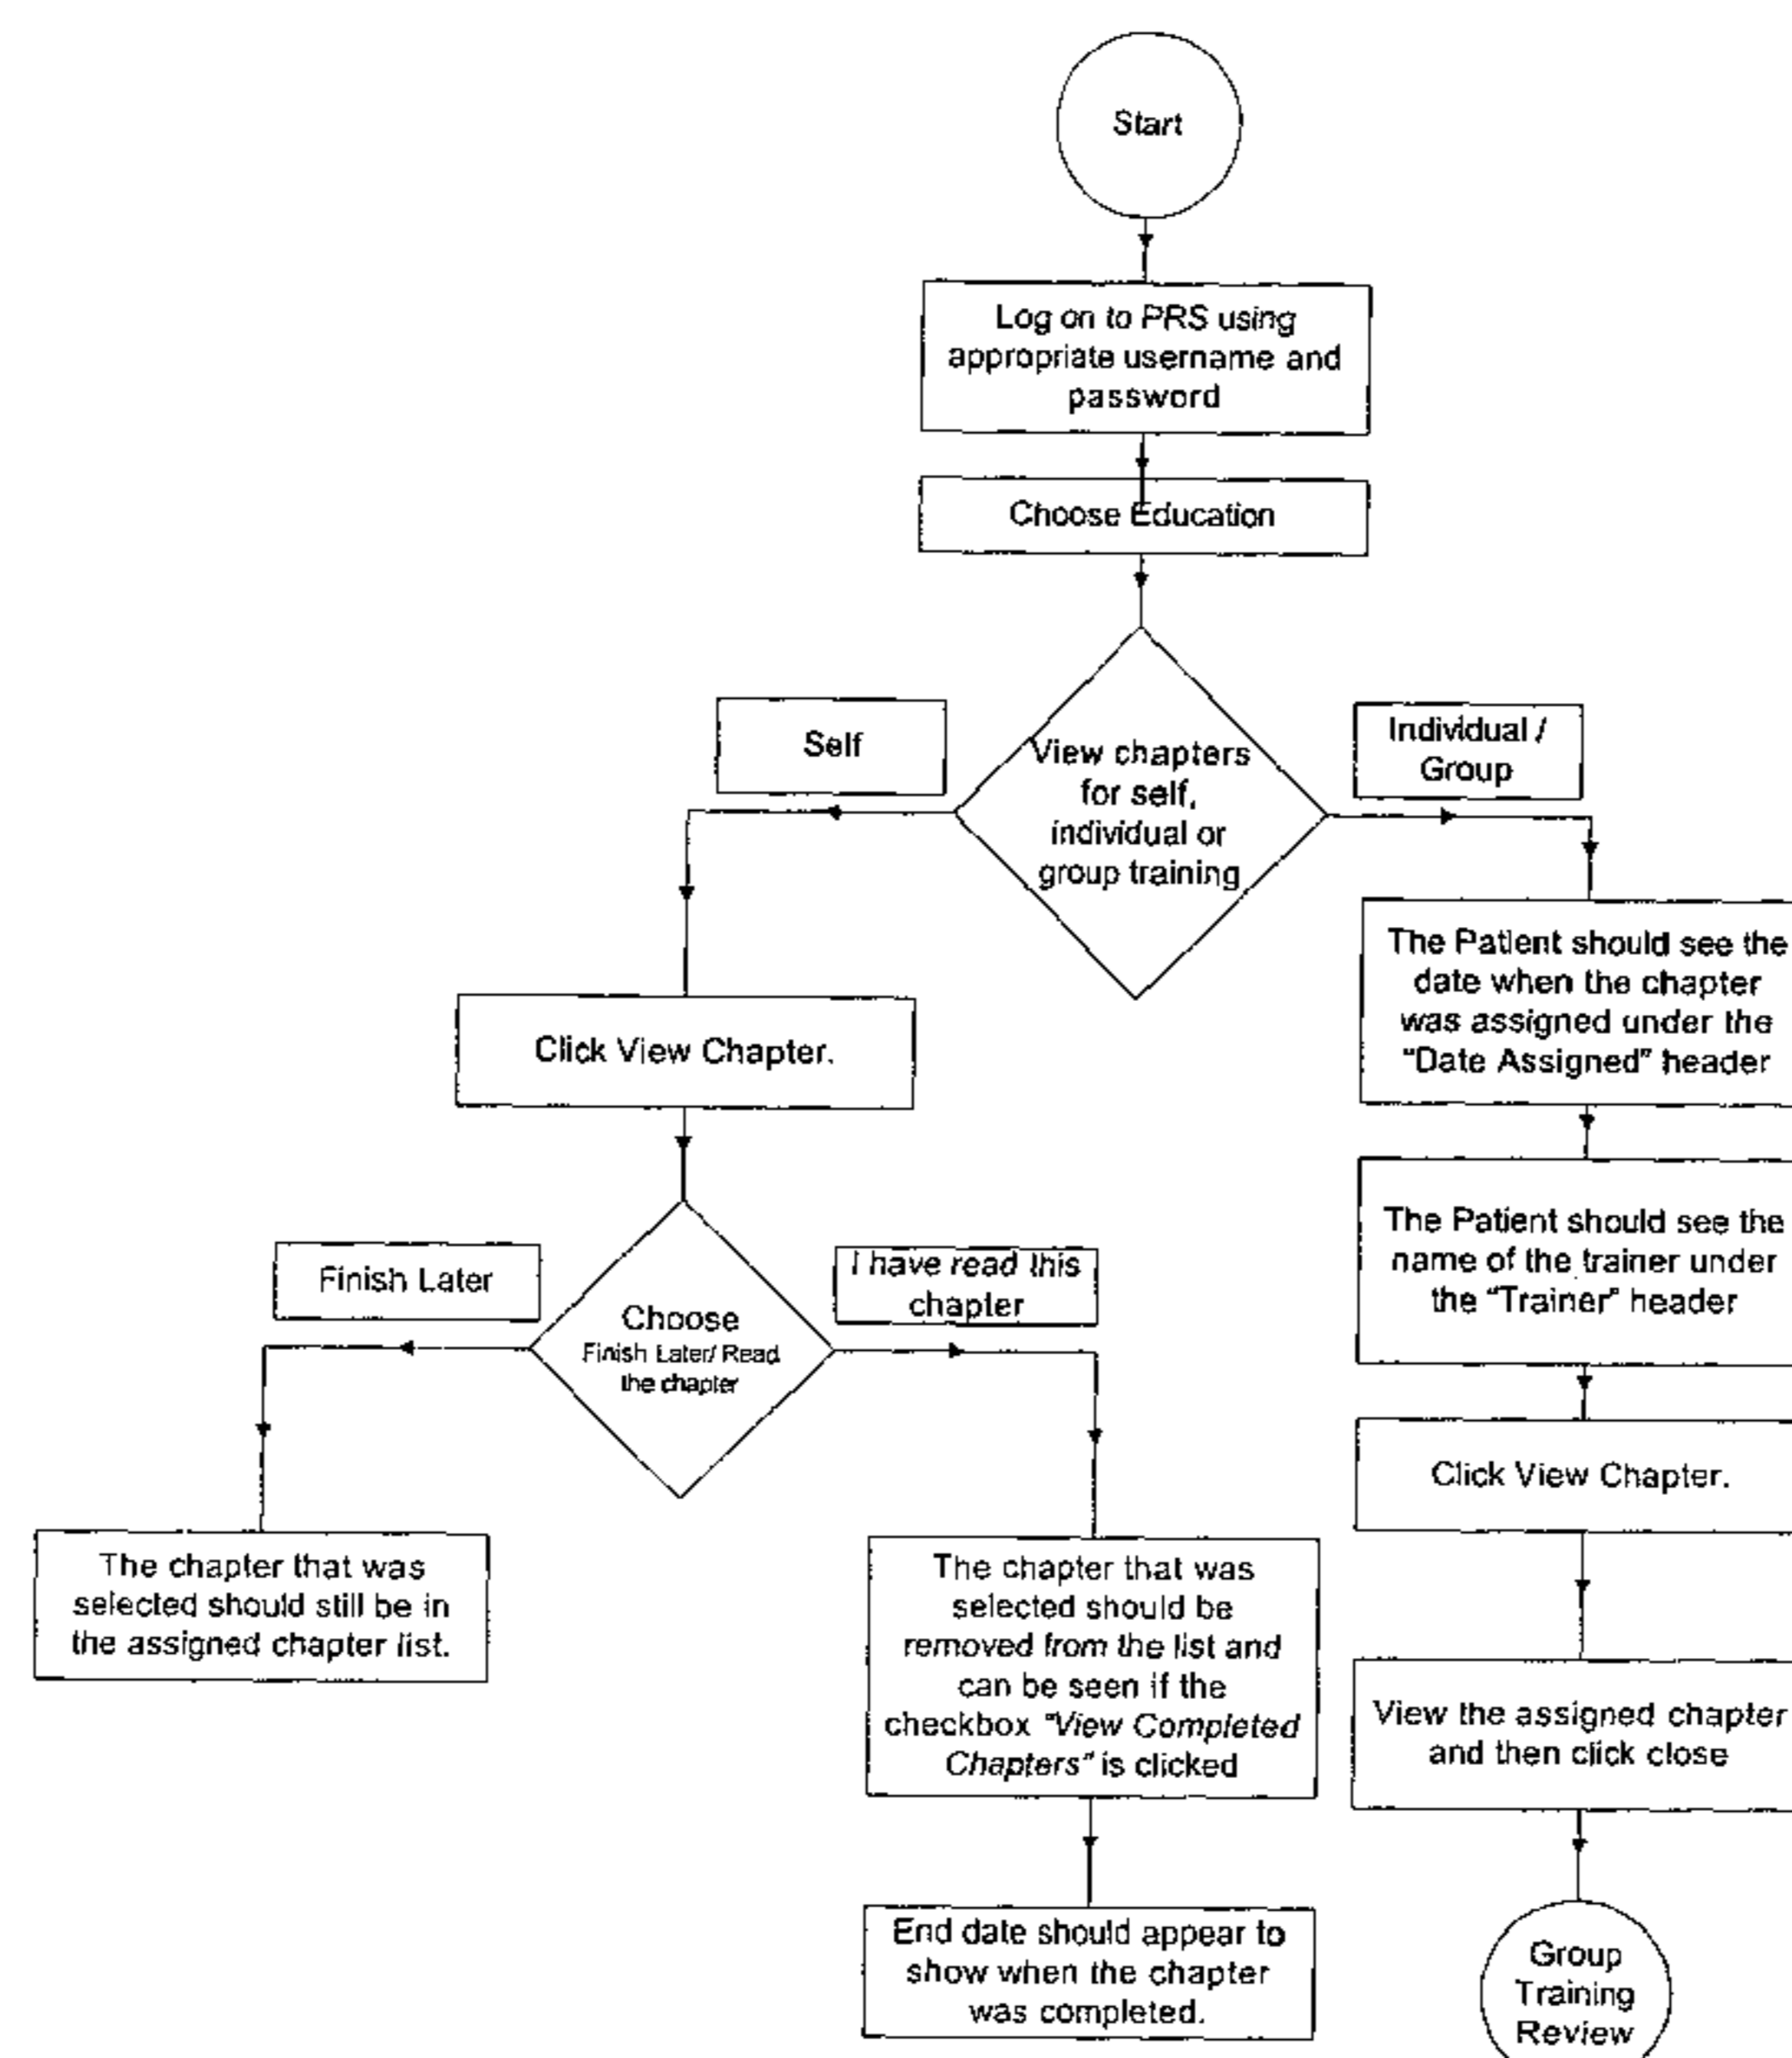 Start
Log on to PRS using
appropriate username and
password
Choose Education
Self
View chapters
for self,
individual or
group training
Individual /
Group
The Patient should see the
date when the chapter
was assigned under the
"Date Assigned" header
Click View Chapter.
The Patient should see the
name of the trainer under
the "Trainer" header
Finish Later
Choose
Finish Later/ Read
the chapter
I have read this
chapter
Click View Chapter.
The chapter that was
selected should still be in
the assigned chapter list.
The chapter that was
selected should be
removed from the list and
can be seen if the
checkbox "View Completed
Chapters" is clicked
View the assigned chapter
and then click close
End date should appear to
show when the chapter
was completed.
Group
Training
Review